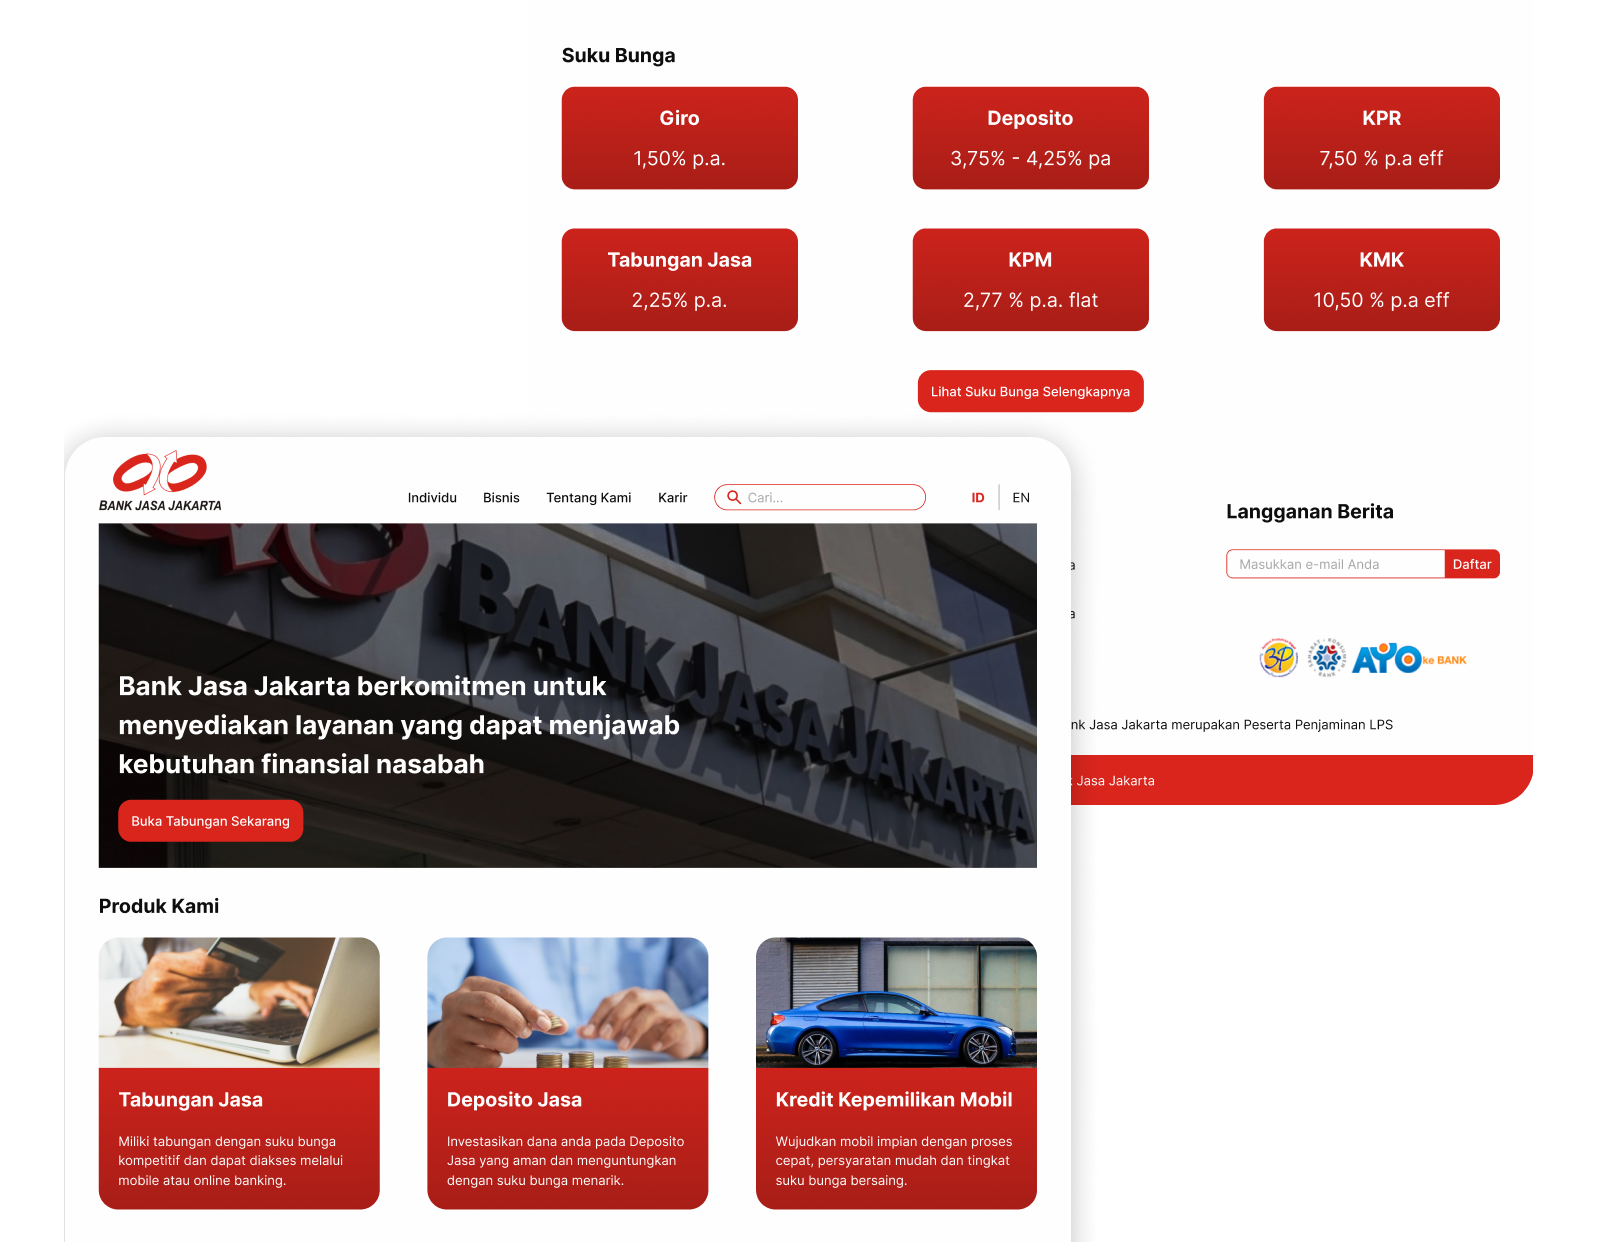 Suku Bunga
Giro
1,50% p.a.
Deposito
3,75% - 4,25% pa
KPR
7,50 % p.a eff
Tabungan Jasa
2,25% p.a.
KPM
2,77 % p.a. flat
KMK
10,50 % p.a eff
Lihat Suku Bunga Selengkapnya
BANK JASA JAKARTA
Individu
Bisnis
Tentang Kami
Karir
Cari...
ID
EN
BANK JASA JAKARTA
Bank Jasa Jakarta berkomitmen untuk
menyediakan layanan yang dapat menjawab
kebutuhan finansial nasabah
Buka Tabungan Sekarang
Produk Kami
Tabungan Jasa
Miliki tabungan dengan suku bunga
kompetitif dan dapat diakses melalui
mobile atau online banking.
Deposito Jasa
Investasikan dana anda pada Deposito
Jasa yang aman dan menguntungkan
dengan suku bunga menarik.
Kredit Kepemilikan Mobil
Wujudkan mobil impian dengan proses
cepat, persyaratan mudah dan tingkat
suku bunga bersaing.
Langganan Berita
Masukkan e-mail Anda
Daftar
a
a
3P
AYO ke BANK
nk Jasa Jakarta merupakan Peserta Penjaminan LPS
Jasa Jakarta